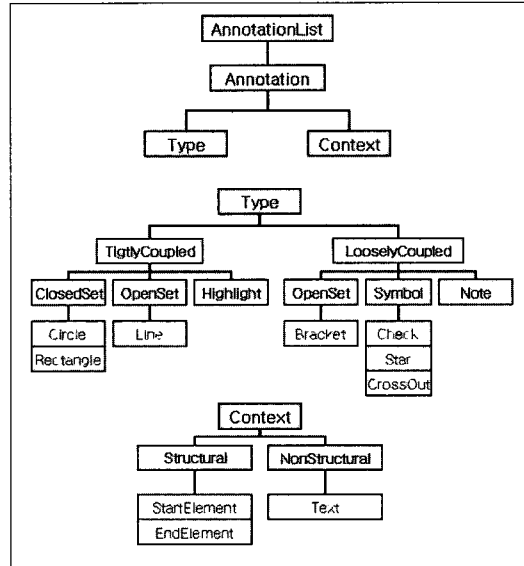 AnnotationList
Annotation
Type Context
Type
TigtlyCoupled LooselyCoupled
ClosedSet OpenSet Highlight OpenSet Symbol Note
Circle Line Bracket Check
Rectangle Star
CrossOut
Context
Structural NonStructural
StartElement Text
EndElement